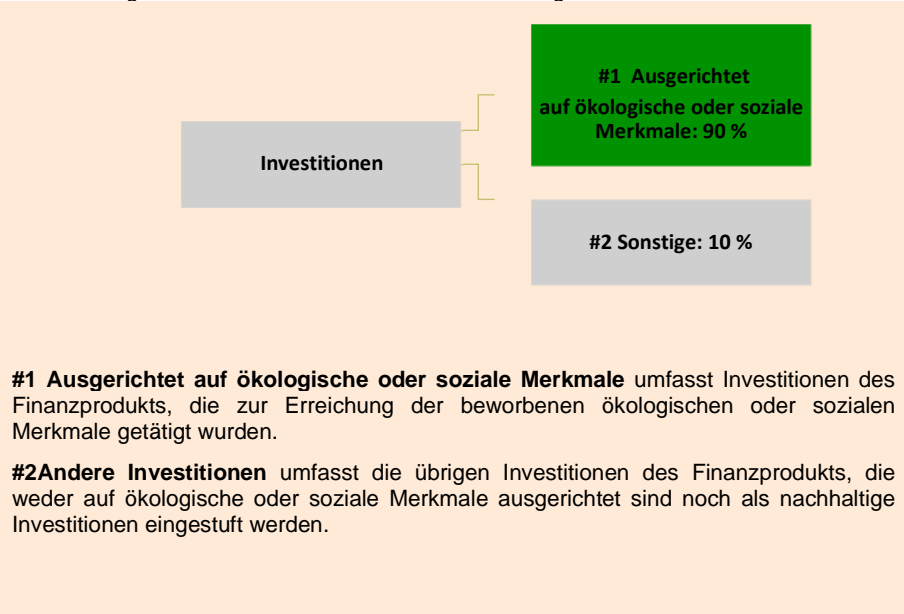 #1 Ausgerichtet
auf ökologische oder soziale
Merkmale: 90 %
Investitionen
#2 Sonstige: 10 %
#1 Ausgerichtet auf ökologische oder soziale Merkmale umfasst Investitionen des
Finanzprodukts, die zur Erreichung der beworbenen ökologischen oder sozialen
Merkmale getätigt wurden.
#2Andere Investitionen umfasst die übrigen Investitionen des Finanzprodukts, die
weder auf ökologische oder soziale Merkmale ausgerichtet sind noch als nachhaltige
Investitionen eingestuft werden.